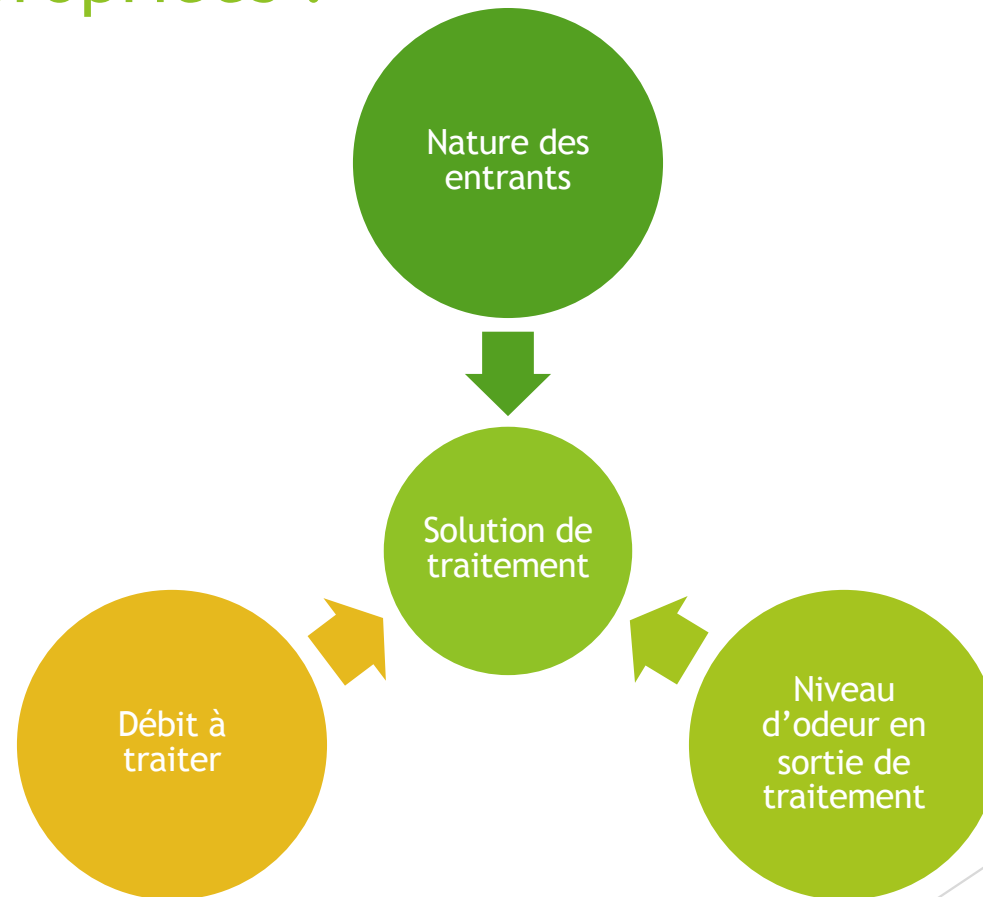 Nature des
entrants
Solution de
traitement
Débit à
traiter
Niveau
d’odeur en
sortie de
traitement